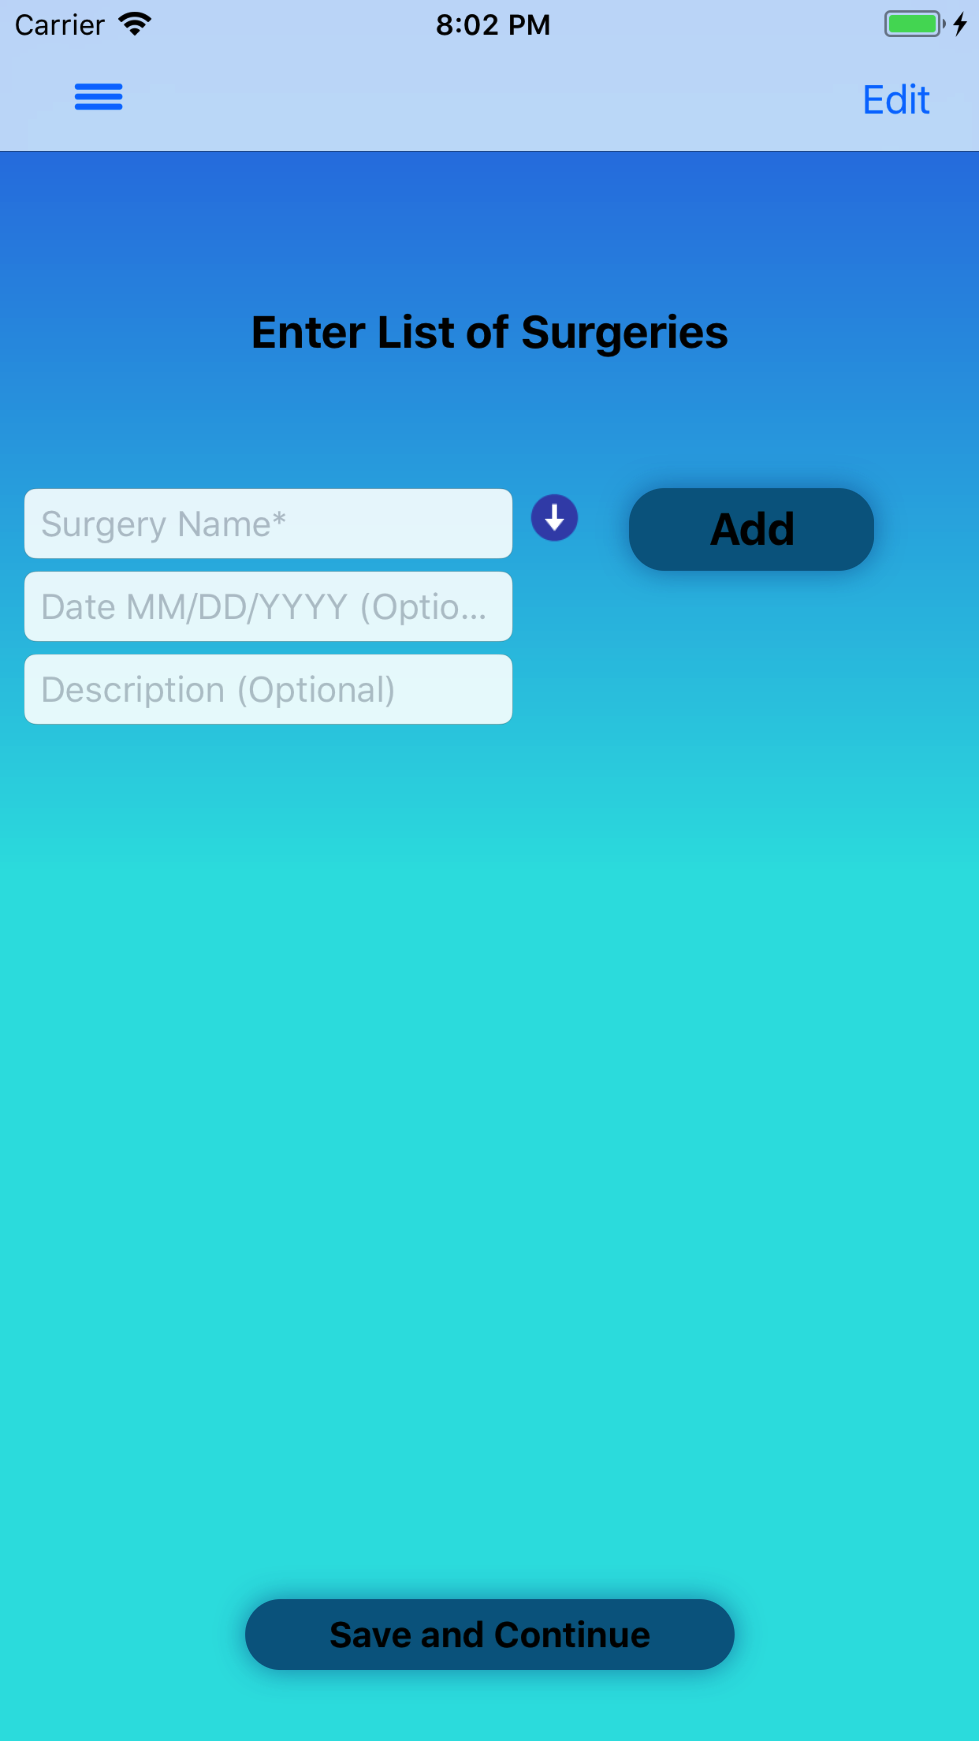 Carrier
8:02 PM
Edit
Enter List of Surgeries
Surgery Name*
Add
Date MM/DD/YYYY (Optio...
Description (Optional)
Save and Continue